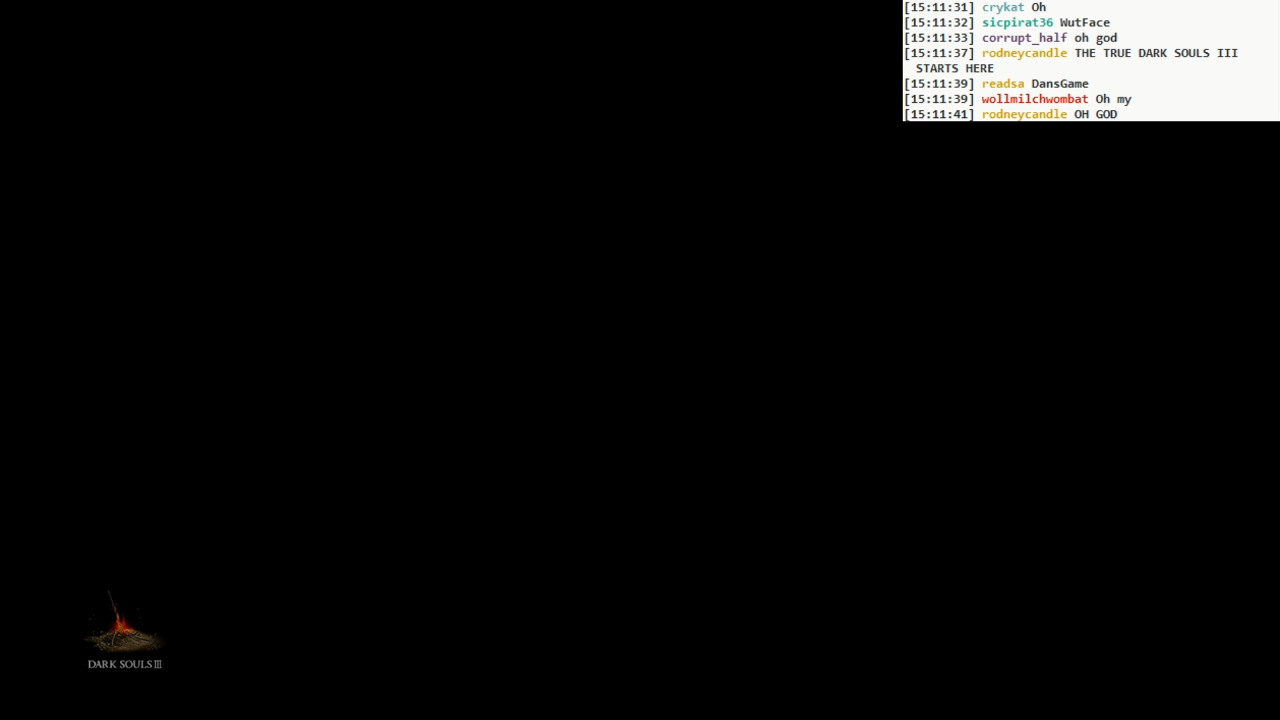 [15:11:31] crykat Oh
[15:11:32] sicpirat36 WutFace
[15:11:33] corrupt_half oh god
[15:11:37] rodneycandle THE TRUE DARK SOULS III
STARTS HERE
[15:11:39] readsa DansGame
[15:11:39] wollmilchwombat Oh my
[15:11:41] rodneycandle OH GOD
DARK SOULS III